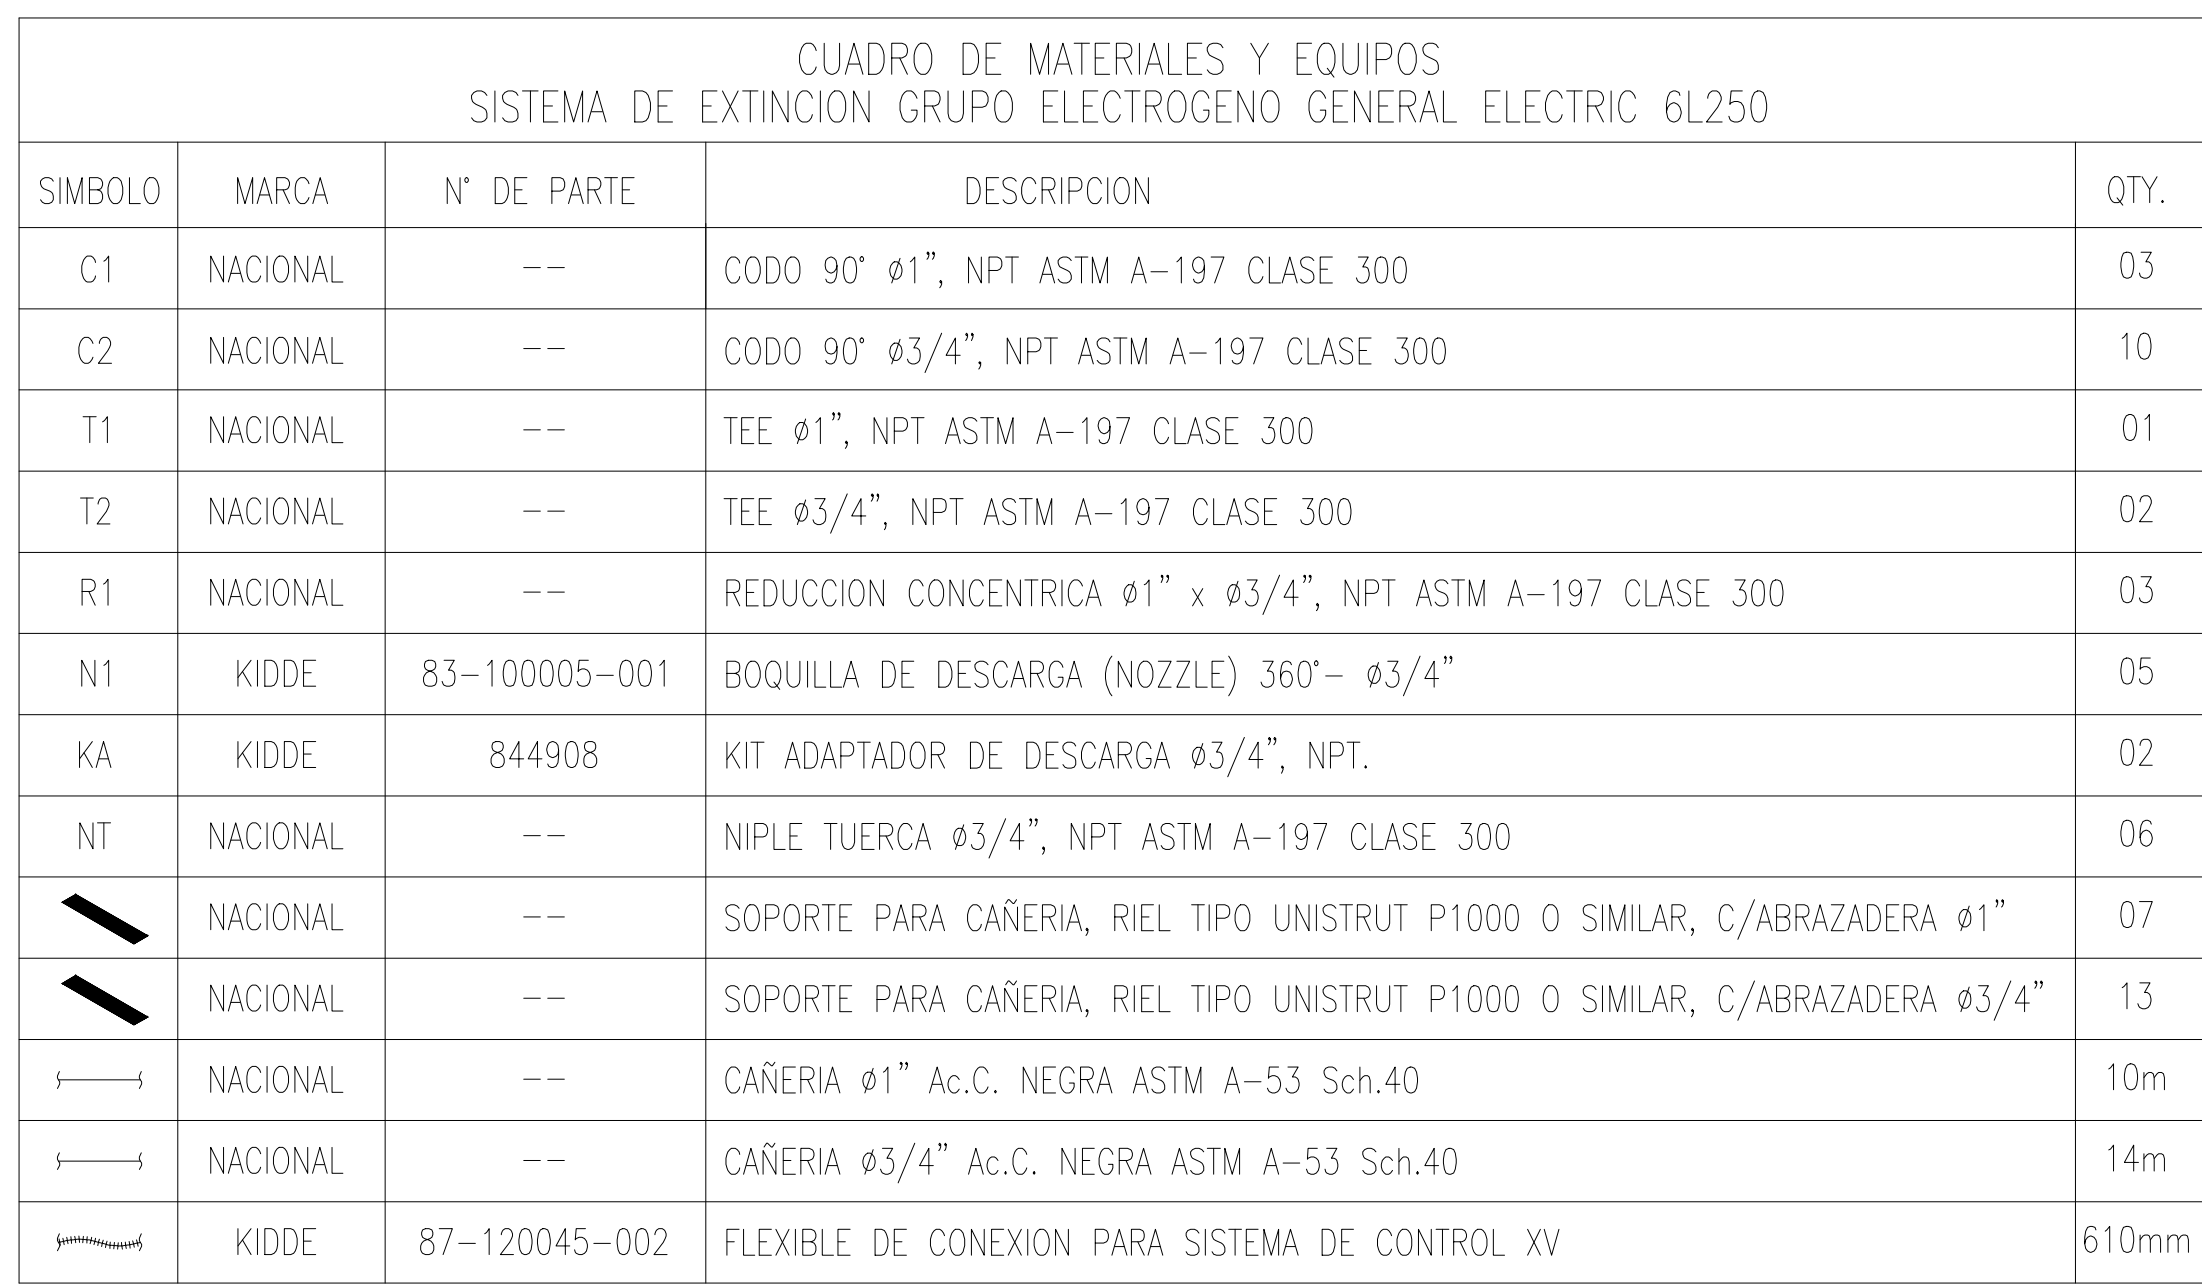 CUADRO DE MATERIALES Y EQUIPOS
SISTEMA DE EXTINCION GRUPO ELECTROGENO GENERAL ELECTRIC 6L250
SIMBOLO MARCA N° DE PARTE DESCRIPCION QTY.
C1 NACIONAL -- CODO 90° ø1”, NPT ASTM A-197 CLASE 300 03
C2 NACIONAL -- CODO 90° ø3/4”, NPT ASTM A-197 CLASE 300 10
T1 NACIONAL -- TEE ø1”, NPT ASTM A-197 CLASE 300 01
T2 NACIONAL -- TEE ø3/4”, NPT ASTM A-197 CLASE 300 02
R1 NACIONAL -- REDUCCION CONCENTRICA ø1” x ø3/4”, NPT ASTM A-197 CLASE 300 03
N1 KIDDE 83-100005-001 BOQUILLA DE DESCARGA (NOZZLE) 360°- ø3/4” 05
KA KIDDE 844908 KIT ADAPTADOR DE DESCARGA ø3/4”, NPT. 02
NT NACIONAL -- NIPLE TUERCA ø3/4”, NPT ASTM A-197 CLASE 300 06
NACIONAL -- SOPORTE PARA CAÑERIA, RIEL TIPO UNISTRUT P1000 O SIMILAR, C/ABRAZADERA ø1” 07
NACIONAL -- SOPORTE PARA CAÑERIA, RIEL TIPO UNISTRUT P1000 O SIMILAR, C/ABRAZADERA ø3/4” 13
NACIONAL -- CAÑERIA ø1” Ac.C. NEGRA ASTM A-53 Sch.40 10m
NACIONAL -- CAÑERIA ø3/4” Ac.C. NEGRA ASTM A-53 Sch.40 14m
KIDDE 87-120045-002 FLEXIBLE DE CONEXION PARA SISTEMA DE CONTROL XV 610mm